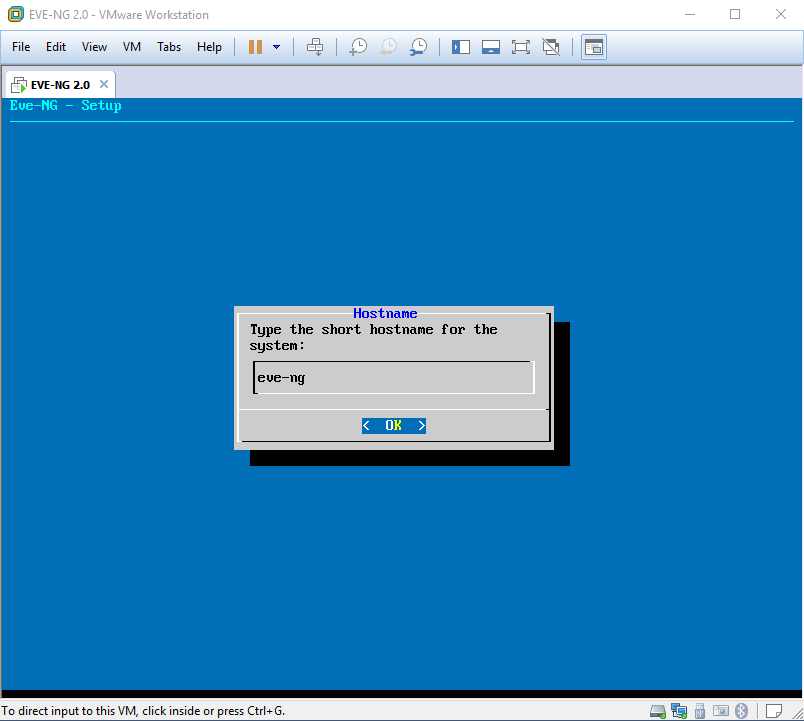 EVE-NG 2.0 - VMware Workstation
File Edit View VM Tabs Help
EVE-NG 2.0
Eve-NG - Setup
Hostname
Type the short hostname for the
system:
eve-ng
< OK >
To direct input to this VM, click inside or press Ctrl+G.